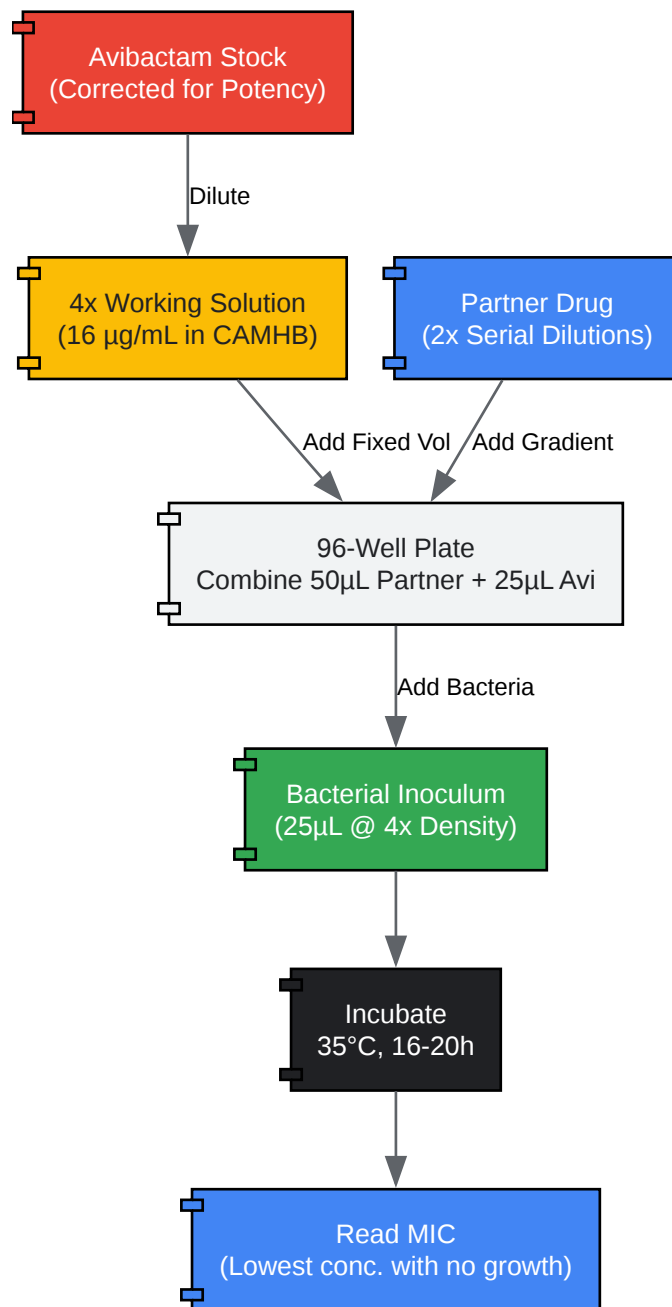 Avibactam Stock
(Corrected for Potency)
Dilute
4x Working Solution
(16 µg/mL in CAMHB)
Partner Drug
(2x Serial Dilutions)
Add Fixed Vol
Add Gradient
96-Well Plate
Combine 50µL Partner + 25µL Avi
Add Bacteria
Bacterial Inoculum
(25µL @ 4x Density)
Incubate
35°C, 16-20h
Read MIC
(Lowest conc. with no growth)